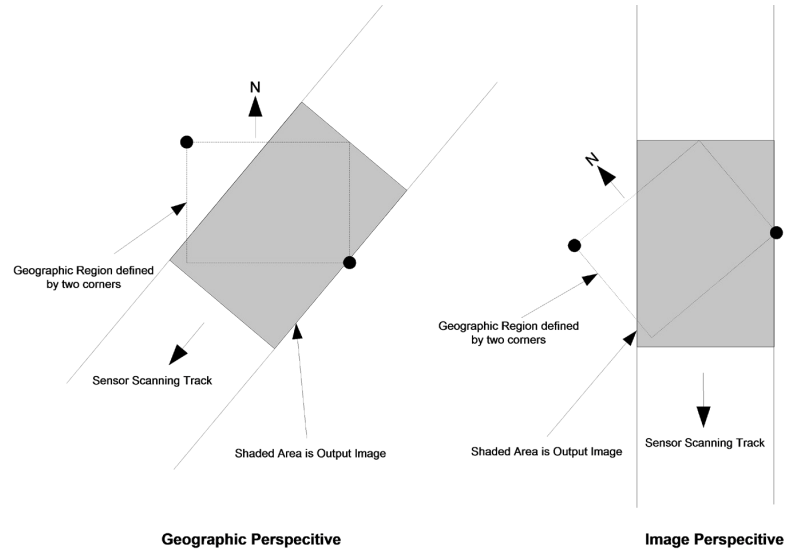 N
Geographic Region defined
by two corners
Sensor Scanning Track
Shaded Area is Output Image
Geographic Perspecitive
N
Geographic Region defined
by two corners
Shaded Area is Output Image
Sensor Scanning Track
Image Perspecitive